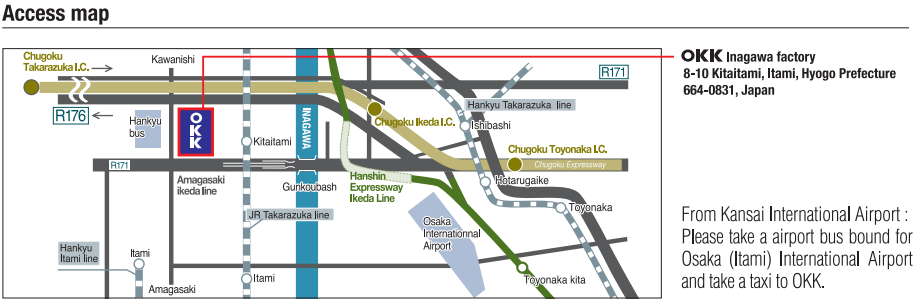 Access map
Chugoku
Takarazuka I.C.
Kawanishi
R171
R176
Hankyu
bus
OKK
Kitaitami
INAGAWA
Chugoku Ikeda I.C.
Hankyu Takarazuka line
Ishibashi
Chugoku Toyonaka I.C.
Chugoku Expressway
R171
Amagasaki
ikeda line
Gunkoubash
Hanshin
Expressway
Ikeda Line
Hotarugaike
Toyonaka
JR Takarazuka line
Osaka
Internationnal
Airport
Hankyu
Itami line
Itami
Itami
Amagasaki
Toyonaka kita
OKK Inagawa factory
8-10 Kitaitami, Itami, Hyogo Prefecture
664-0831, Japan
From Kansai International Airport :
Please take a airport bus bound for
Osaka (Itami) International Airport
and take a taxi to OKK.